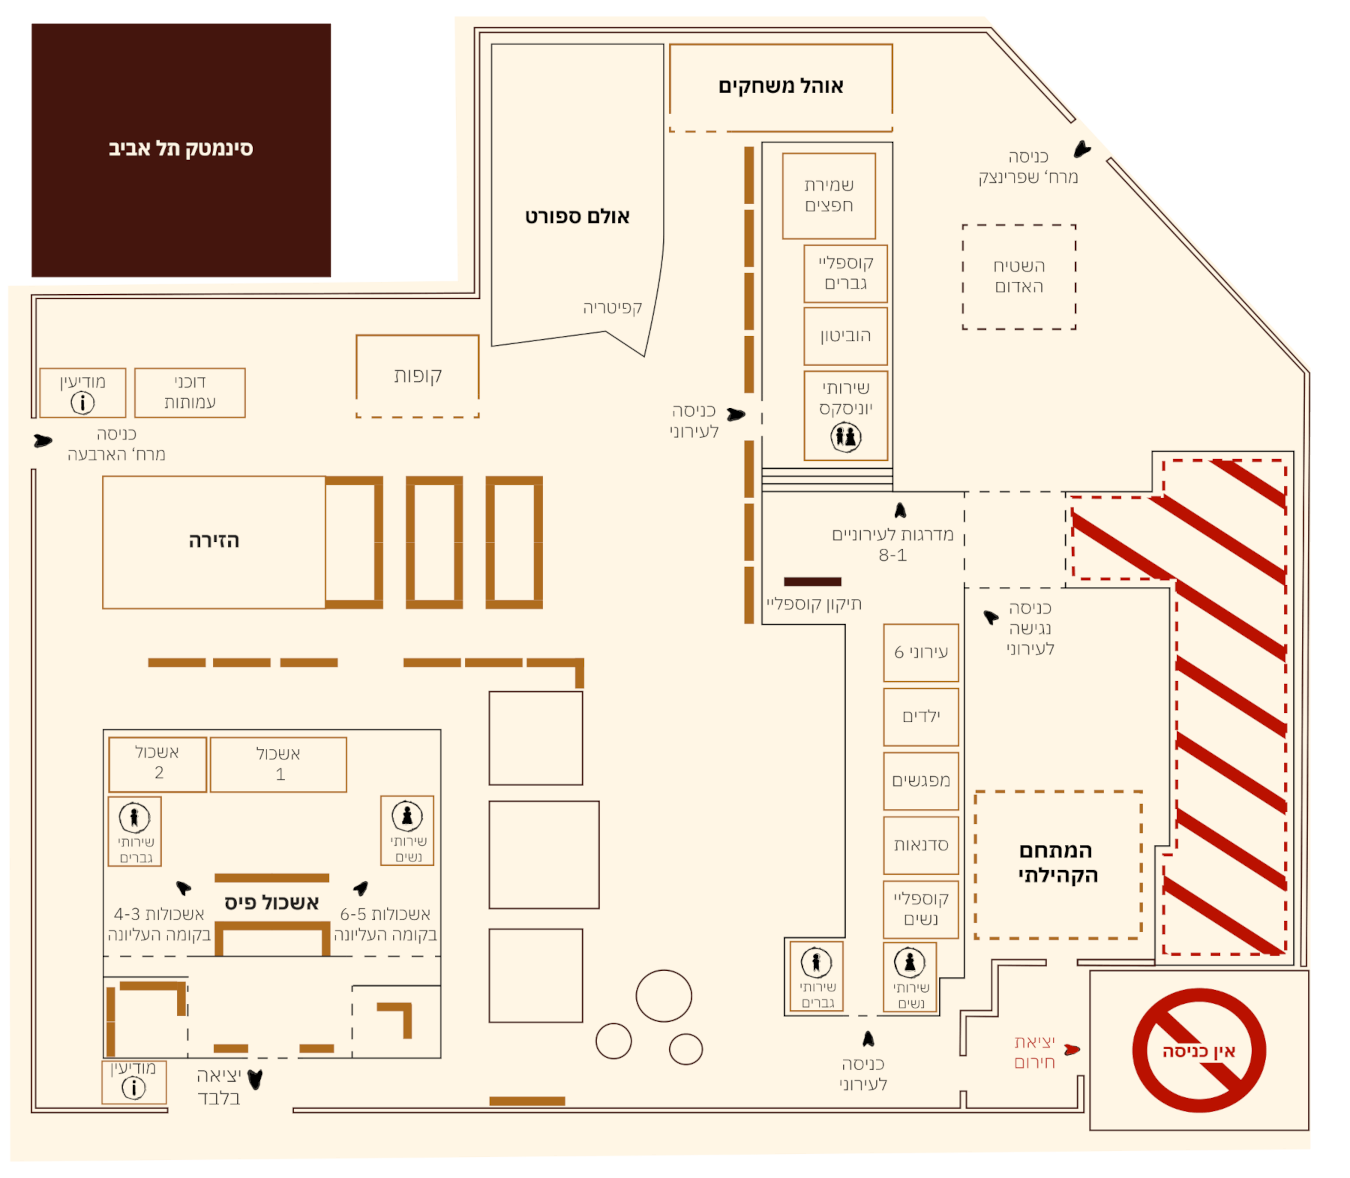 סינמטק תל אביב
אוהל משחקים
אולם ספורט
קפיטריה
כניסה
מרח' שפרינצק
השטיח
האדום
שמירת
חפצים
קוספליי
גברים
הוביטון
שירותי
יוניסקס
כניסה
לעירוני
קופות
דוכני
עמותות
מודיעין
i
כניסה
מרח' הארבעה
הזירה
מדרגות לעירוניים
8-1
תיקון קוספליי
כניסה
נגישה
לעירוני
עירוני 6
ילדים
מפגשים
סדנאות
קוספליי
נשים
שירותי
נשים
שירותי
גברים
המתחם
הקהילתי
אשכול
1
אשכול
2
שירותי
נשים
שירותי
גברים
אשכול פיס
אשכולות 6-5
בקומה העליונה
אשכולות 4-3
בקומה העליונה
מודיעין
i
יציאה
בלבד
כניסה
לעירוני
יציאת
חירום
אין כניסה